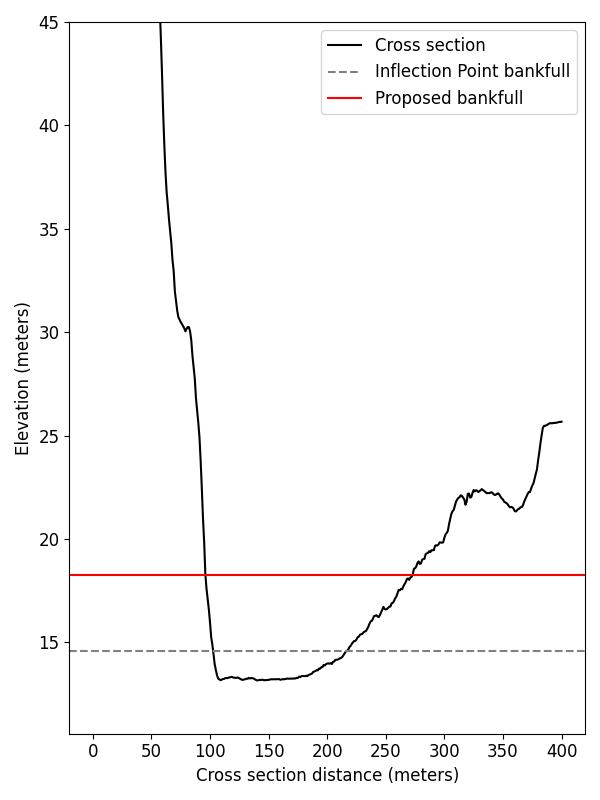 Cross section
Inflection Point bankfull
Proposed bankfull
45
40
35
30
25
20
15
Elevation (meters)
0 50 100 150 200 250 300 350 400
Cross section distance (meters)